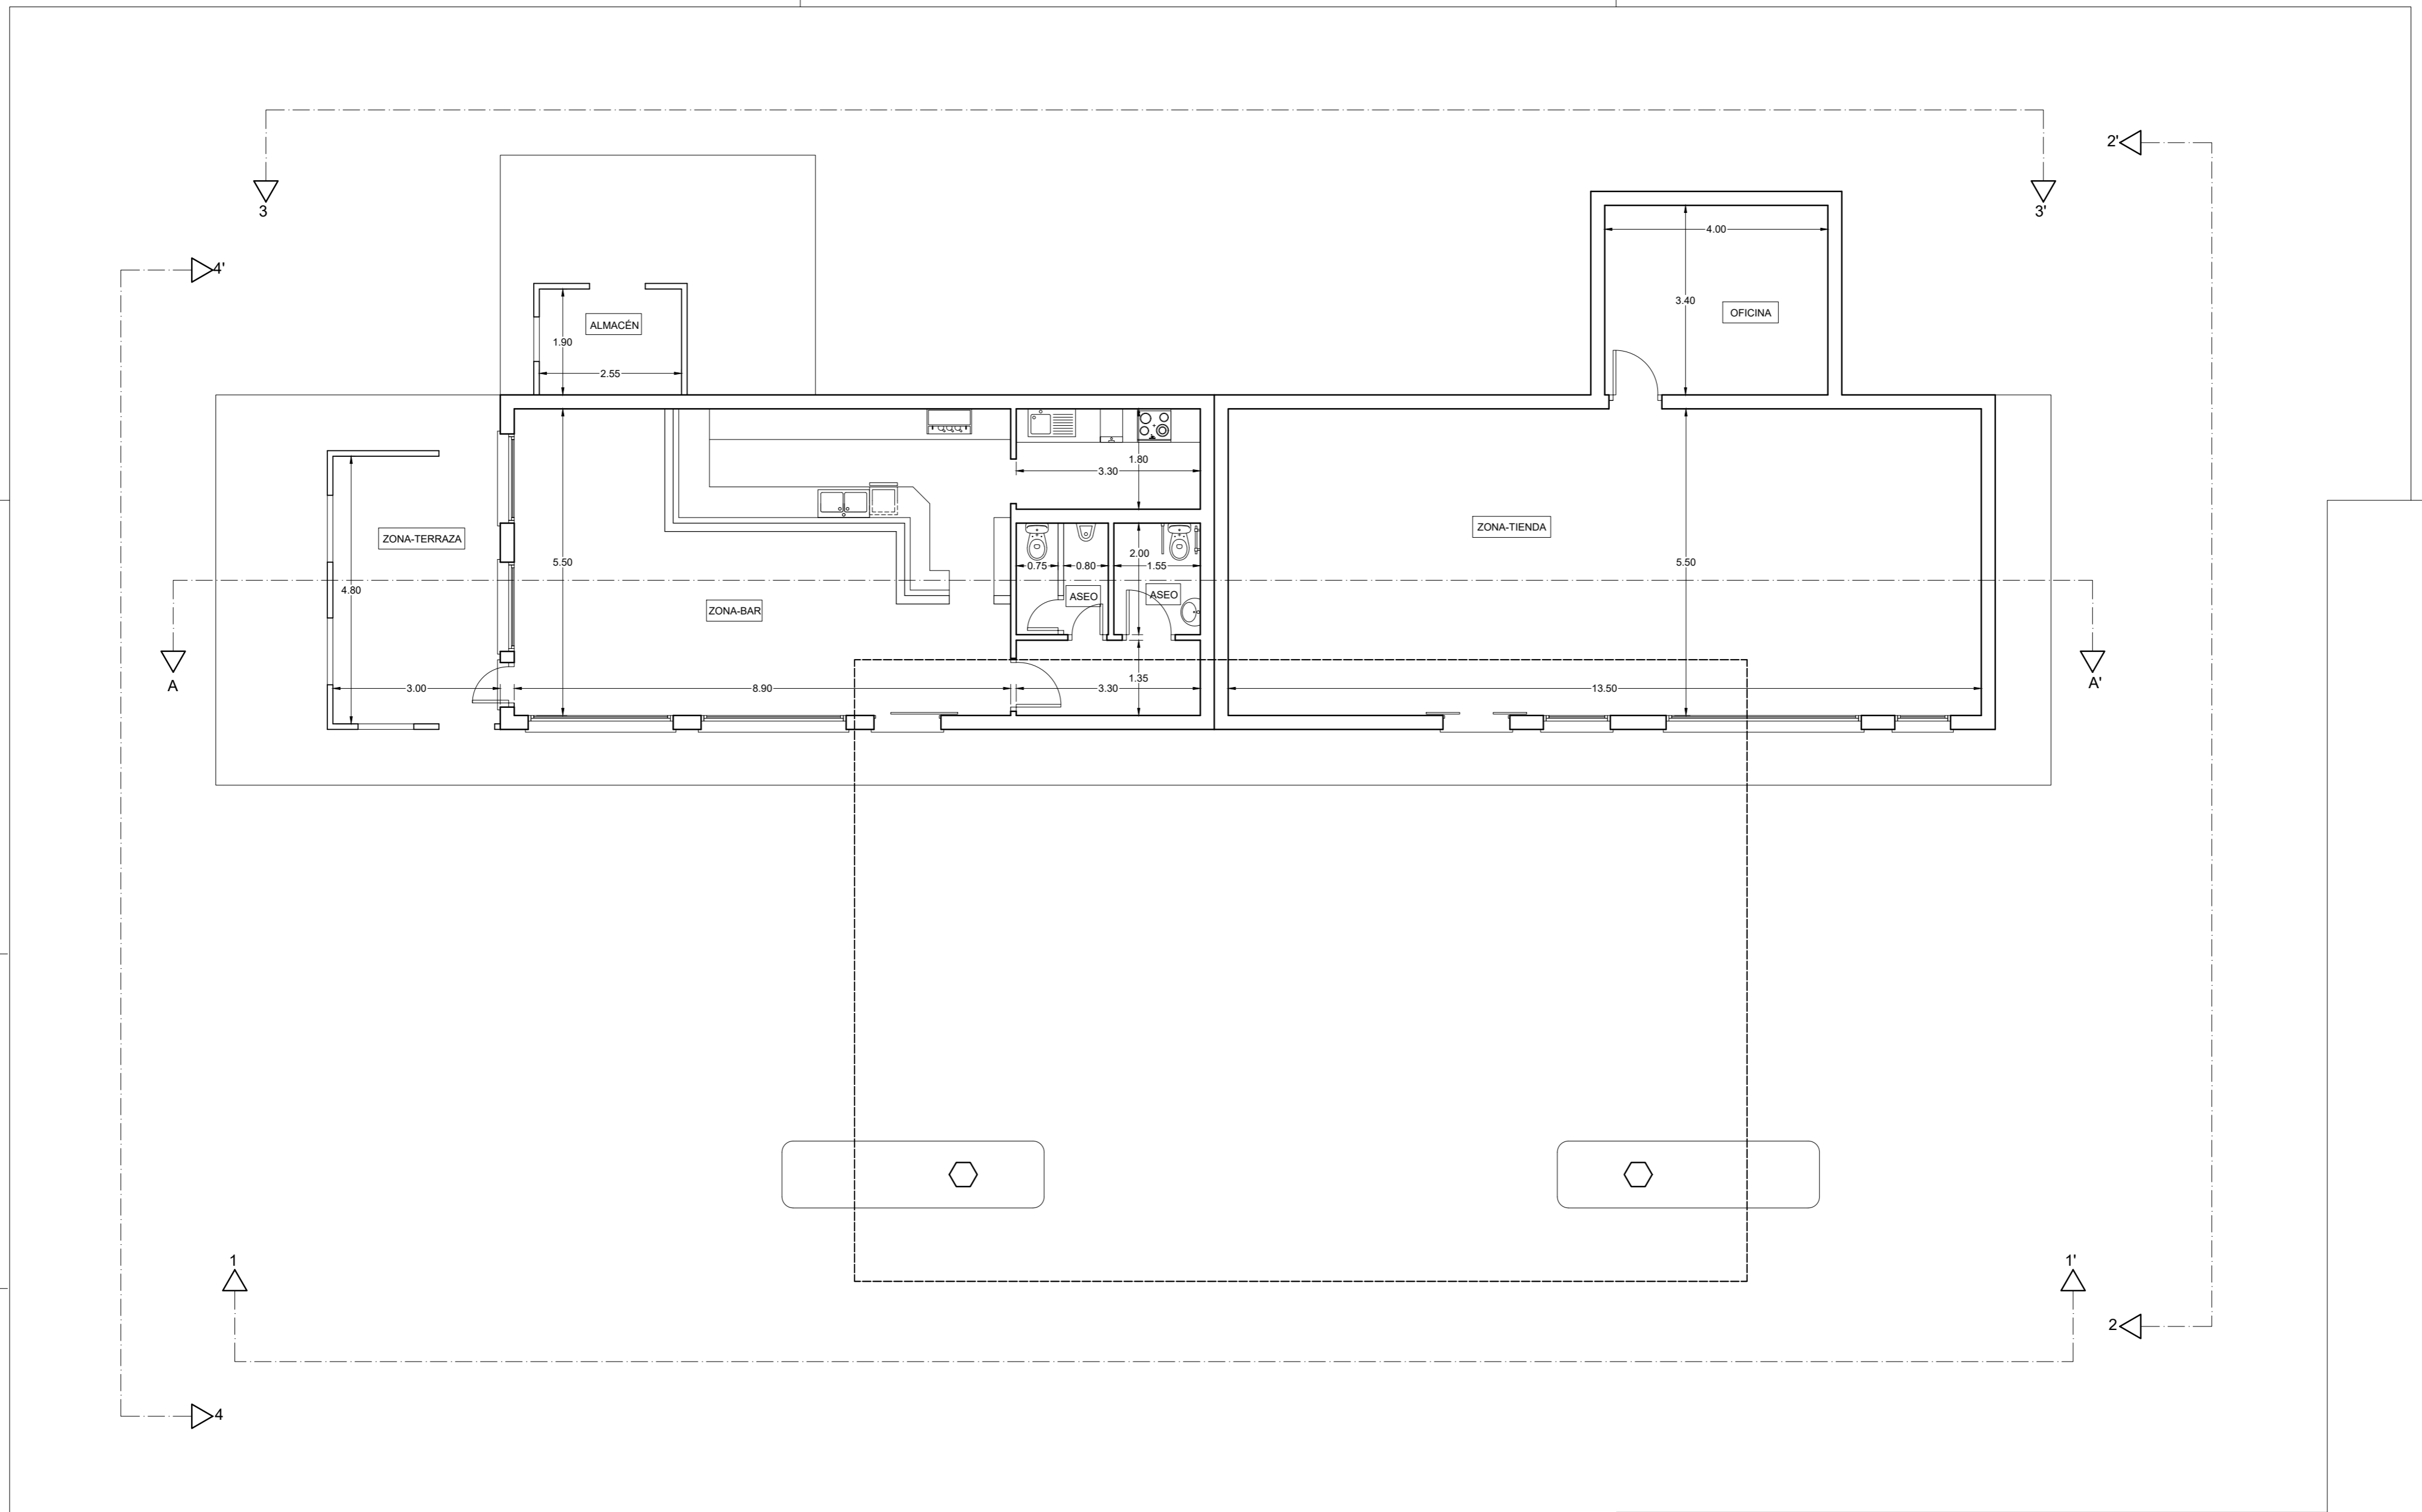 2'
3
3'
4'
4.00
3.40
OFICINA
ALMACÉN
1.90
2.55
1.80
3.30
ZONA-TERRAZA
ZONA-TIENDA
5.50
2.00
5.50
0.75
0.80
1.55
4.80
ASEO
ASEO
ZONA-BAR
A
A'
3.00
8.90
1.35
3.30
13.50
1
1'
2
4